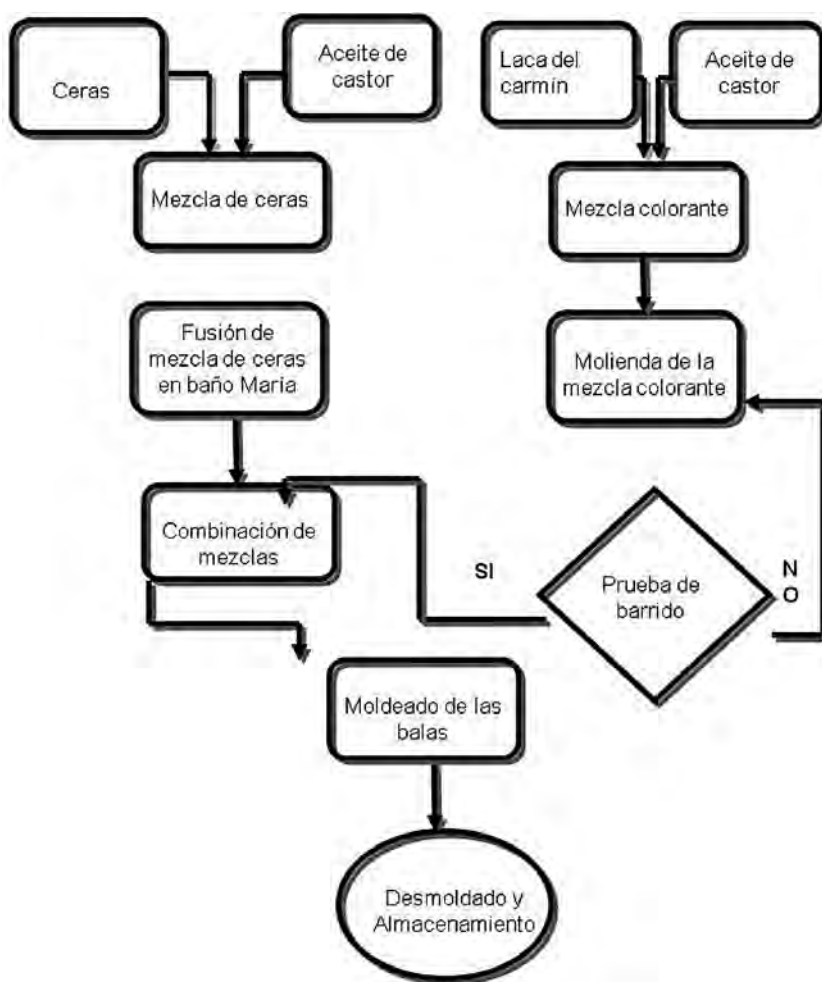 Ceras
Aceite de
castor
Laca del
carmín
Aceite de
castor
Mezcla de ceras
Mezcla colorante
Fusión de
mezcla de ceras
en baño Maria
Molienda de la
mezcla colorante
Combinación de
mezclas
SI
Prueba de
barrido
N
O
Moldeado de las
balas
Desmoldado y
Almacenamiento